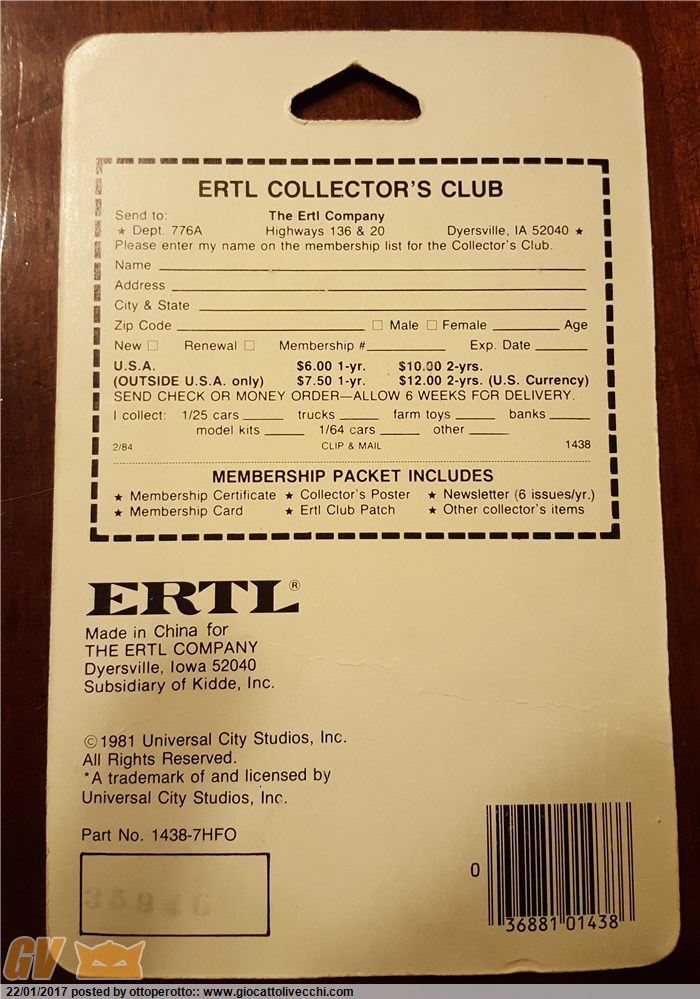 ERTL COLLECTOR'S CLUB
Send to: The Ertl Company
★ Dept. 776A Highways 136 & 20 Dyersville, IA 52040 ★
Please enter my name on the membership list for the Collector's Club.
Name
Address
City & State
Zip Code □ Male □ Female Age
New □ Renewal □ Membership # Exp. Date
U.S.A. $6.00 1-yr. $10.00 2-yrs.
(OUTSIDE U.S.A. only) $7.50 1-yr. $12.00 2-yrs. (U.S. Currency)
SEND CHECK OR MONEY ORDER—ALLOW 6 WEEKS FOR DELIVERY.
I collect: 1/25 cars trucks farm toys banks
model kits 1/64 cars other
2/84 CLIP & MAIL 1438
MEMBERSHIP PACKET INCLUDES
★ Membership Certificate ★ Collector's Poster ★ Newsletter (6 issues/yr.)
★ Membership Card ★ Ertl Club Patch ★ Other collector's items
ERTL®
Made in China for
THE ERTL COMPANY
Dyersville, Iowa 52040
Subsidiary of Kidde, Inc.
©1981 Universal City Studios, Inc.
All Rights Reserved.
*A trademark of and licensed by
Universal City Studios, Inc.
Part No. 1438-7HFO
35946
0 36881 01438
GV
22/01/2017 posted by ottoperotto:: www.giocattolivecchi.com